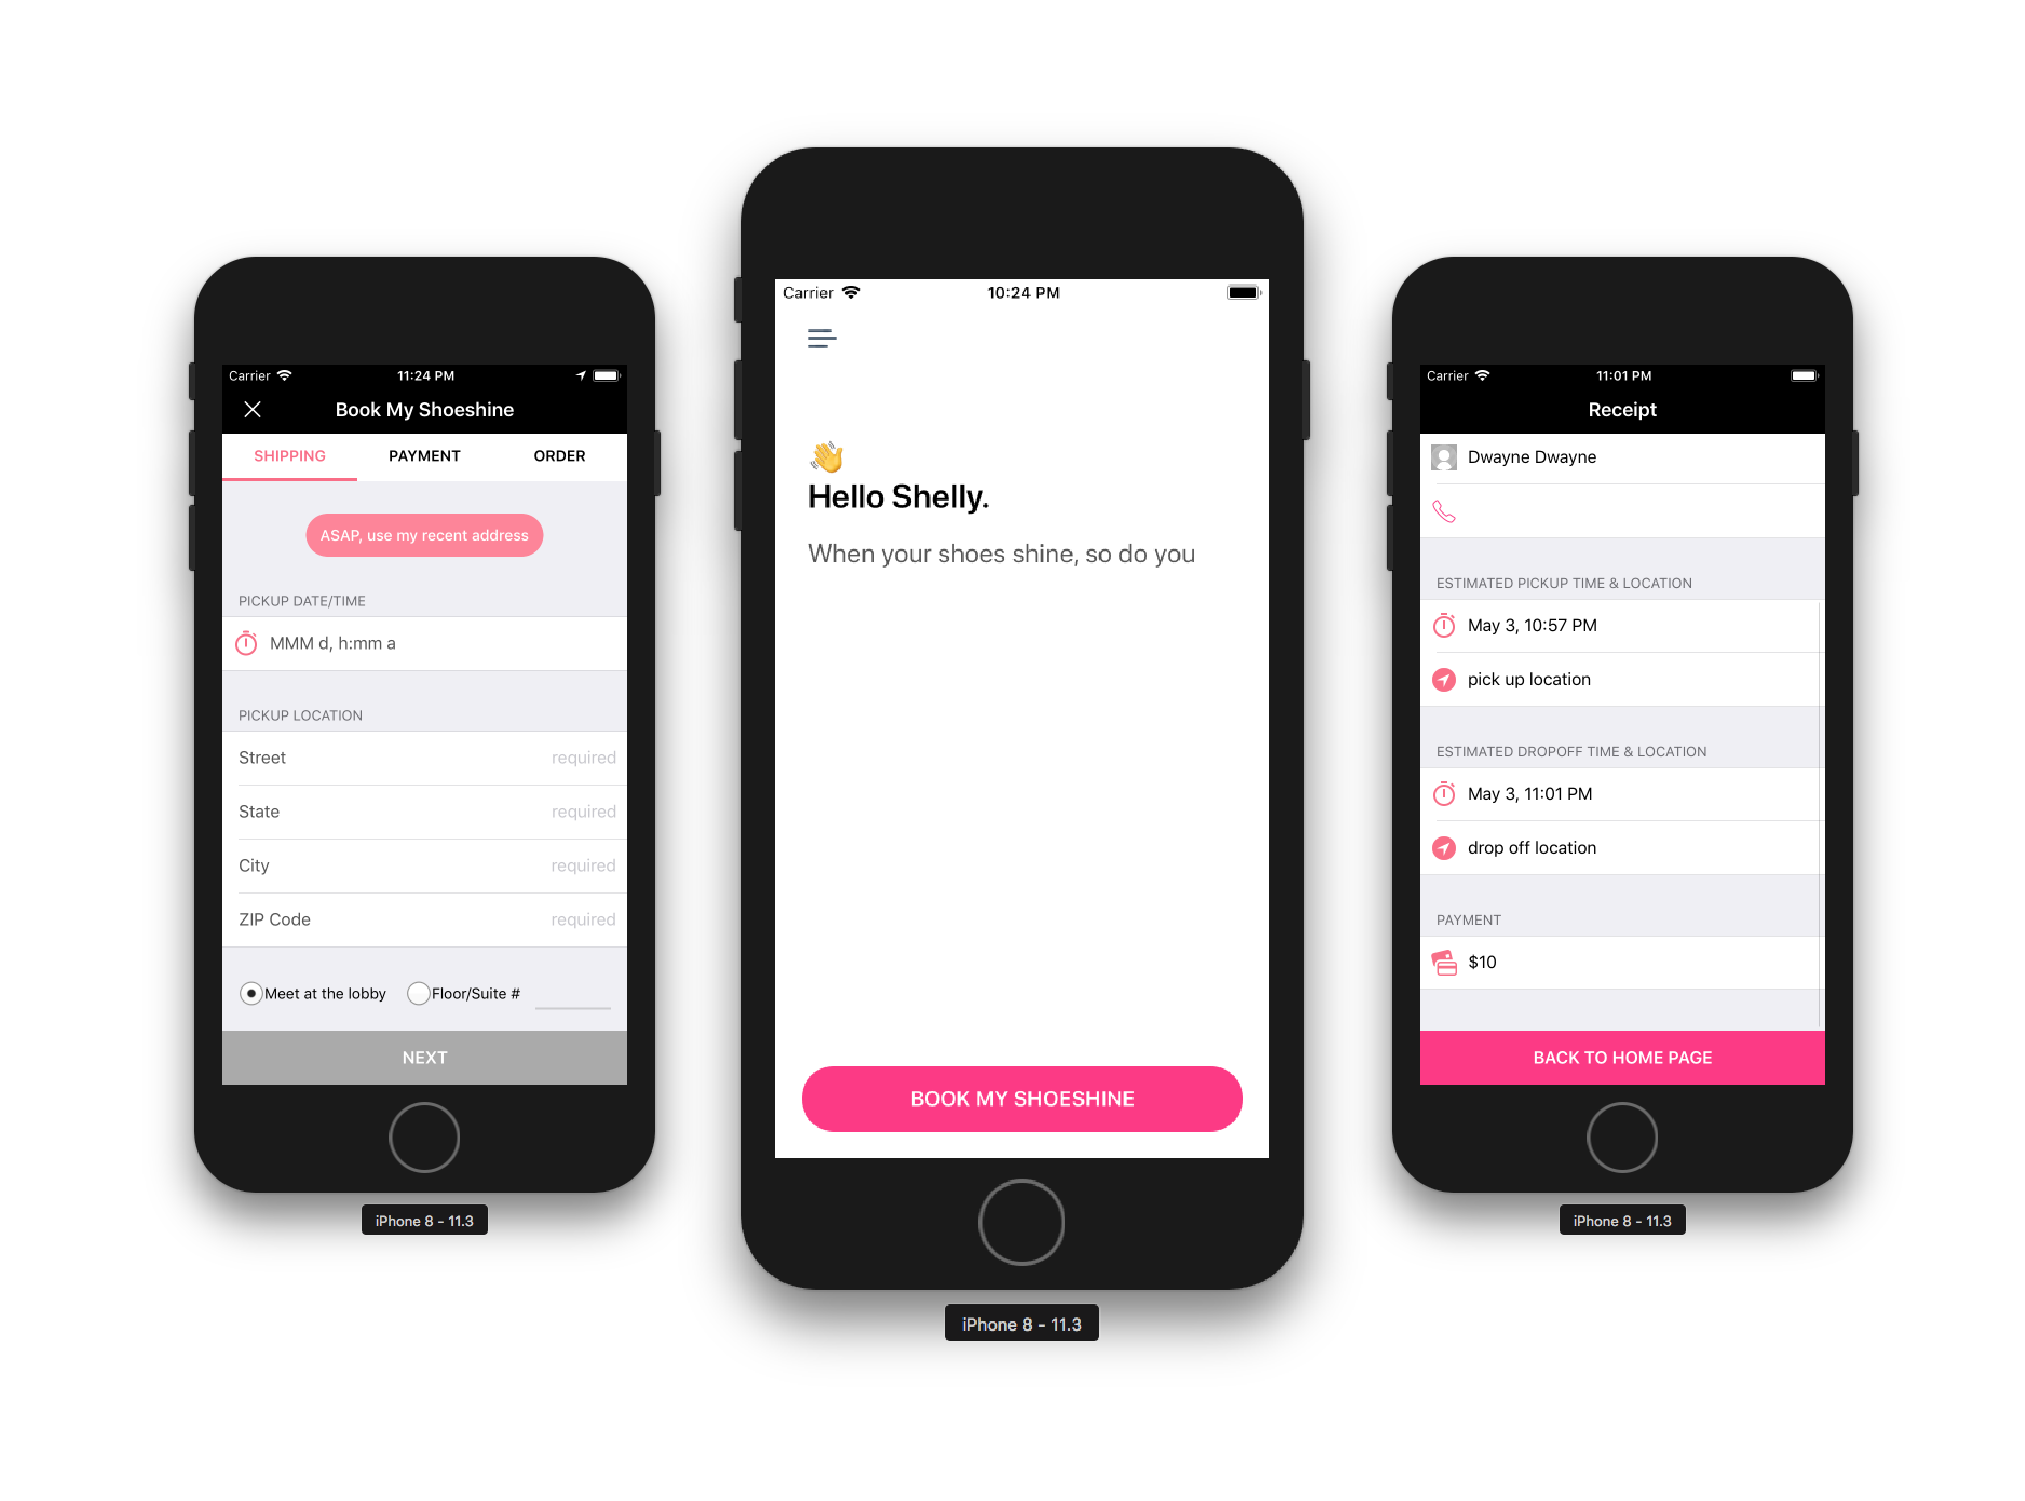 Carrier 11:24 PM
Book My Shoeshine
SHIPPING PAYMENT ORDER
ASAP, use my recent address
PICKUP DATE/TIME
MMM d, h:mm a
PICKUP LOCATION
Street required
State required
City required
ZIP Code required
Meet at the lobby Floor/Suite #
NEXT
iPhone 8 - 11.3
Carrier 10:24 PM
👋
Hello Shelly.
When your shoes shine, so do you
BOOK MY SHOESHINE
iPhone 8 - 11.3
Carrier 11:01 PM
Receipt
Dwayne Dwayne
ESTIMATED PICKUP TIME & LOCATION
May 3, 10:57 PM
pick up location
ESTIMATED DROPOFF TIME & LOCATION
May 3, 11:01 PM
drop off location
PAYMENT
$10
BACK TO HOME PAGE
iPhone 8 - 11.3